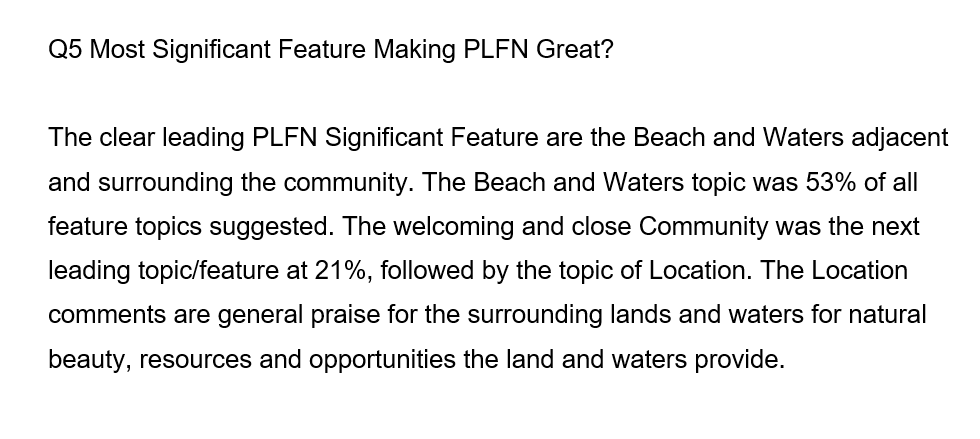 Q5 Most Significant Feature Making PLFN Great?
The clear leading PLFN Significant Feature are the Beach and Waters adjacent
and surrounding the community. The Beach and Waters topic was 53% of all
feature topics suggested. The welcoming and close Community was the next
leading topic/feature at 21%, followed by the topic of Location. The Location
comments are general praise for the surrounding lands and waters for natural
beauty, resources and opportunities the land and waters provide.